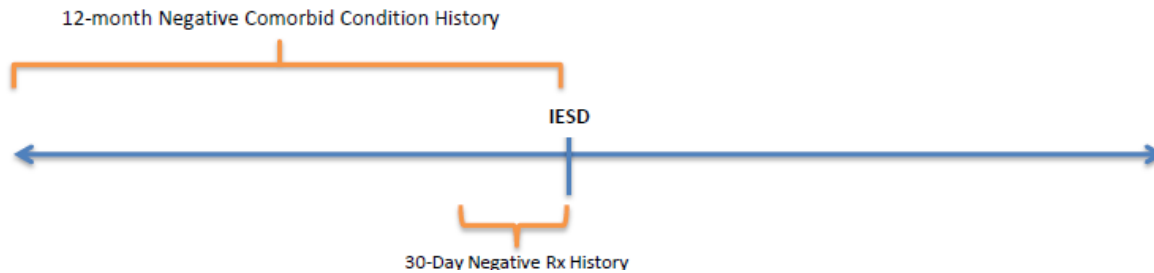 12-month Negative Comorbid Condition History
IESD
30-Day Negative Rx History